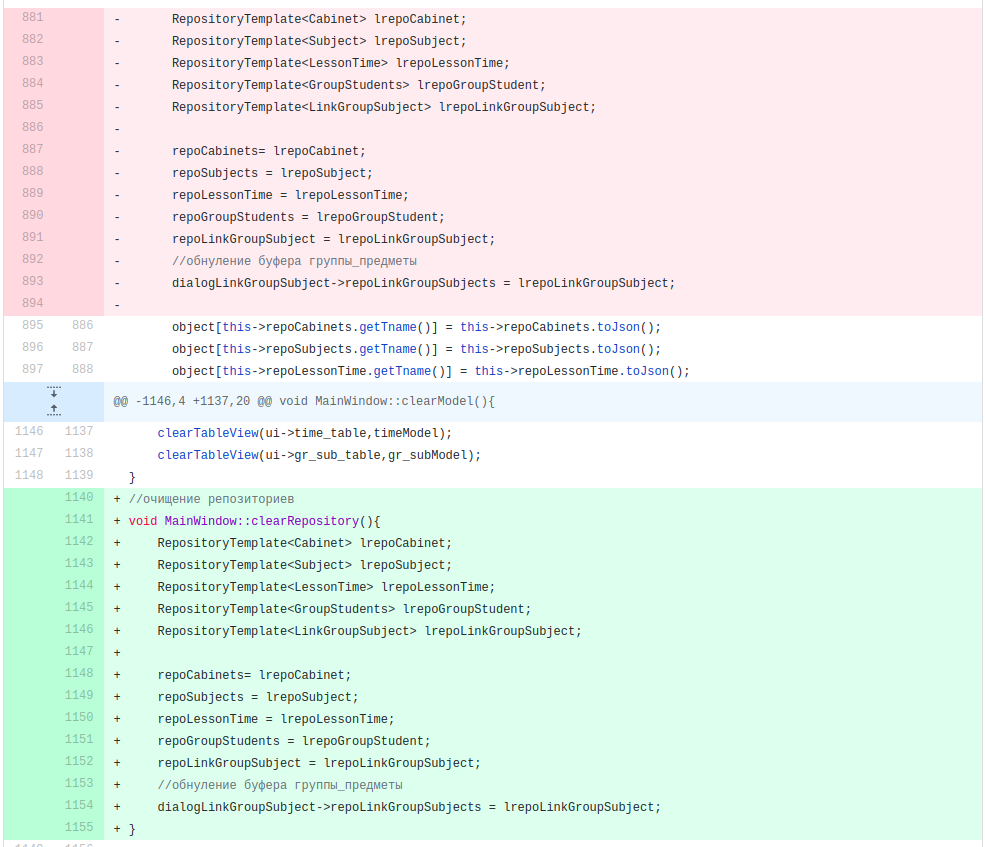 881 - RepositoryTemplate<Cabinet> lrepoCabinet;
882 - RepositoryTemplate<Subject> lrepoSubject;
883 - RepositoryTemplate<LessonTime> lrepoLessonTime;
884 - RepositoryTemplate<GroupStudents> lrepoGroupStudent;
885 - RepositoryTemplate<LinkGroupSubject> lrepoLinkGroupSubject;
886 -
887 - repoCabinets= lrepoCabinet;
888 - repoSubjects = lrepoSubject;
889 - repoLessonTime = lrepoLessonTime;
890 - repoGroupStudents = lrepoGroupStudent;
891 - repoLinkGroupSubject = lrepoLinkGroupSubject;
892 - //обнуление буфера группы_предметы
893 - dialogLinkGroupSubject->repoLinkGroupSubjects = lrepoLinkGroupSubject;
894 -
895 886 object[this->repoCabinets.getTname()] = this->repoCabinets.toJson();
896 887 object[this->repoSubjects.getTname()] = this->repoSubjects.toJson();
897 888 object[this->repoLessonTime.getTname()] = this->repoLessonTime.toJson();
@@ -1146,4 +1137,20 @@ void MainWindow::clearModel(){
1146 1137 clearTableView(ui->time_table,timeModel);
1147 1138 clearTableView(ui->gr_sub_table,gr_subModel);
1148 1139 }
1140 + //очищение репозиториев
1141 + void MainWindow::clearRepository(){
1142 + RepositoryTemplate<Cabinet> lrepoCabinet;
1143 + RepositoryTemplate<Subject> lrepoSubject;
1144 + RepositoryTemplate<LessonTime> lrepoLessonTime;
1145 + RepositoryTemplate<GroupStudents> lrepoGroupStudent;
1146 + RepositoryTemplate<LinkGroupSubject> lrepoLinkGroupSubject;
1147 +
1148 + repoCabinets= lrepoCabinet;
1149 + repoSubjects = lrepoSubject;
1150 + repoLessonTime = lrepoLessonTime;
1151 + repoGroupStudents = lrepoGroupStudent;
1152 + repoLinkGroupSubject = lrepoLinkGroupSubject;
1153 + //обнуление буфера группы_предметы
1154 + dialogLinkGroupSubject->repoLinkGroupSubjects = lrepoLinkGroupSubject;
1155 + }